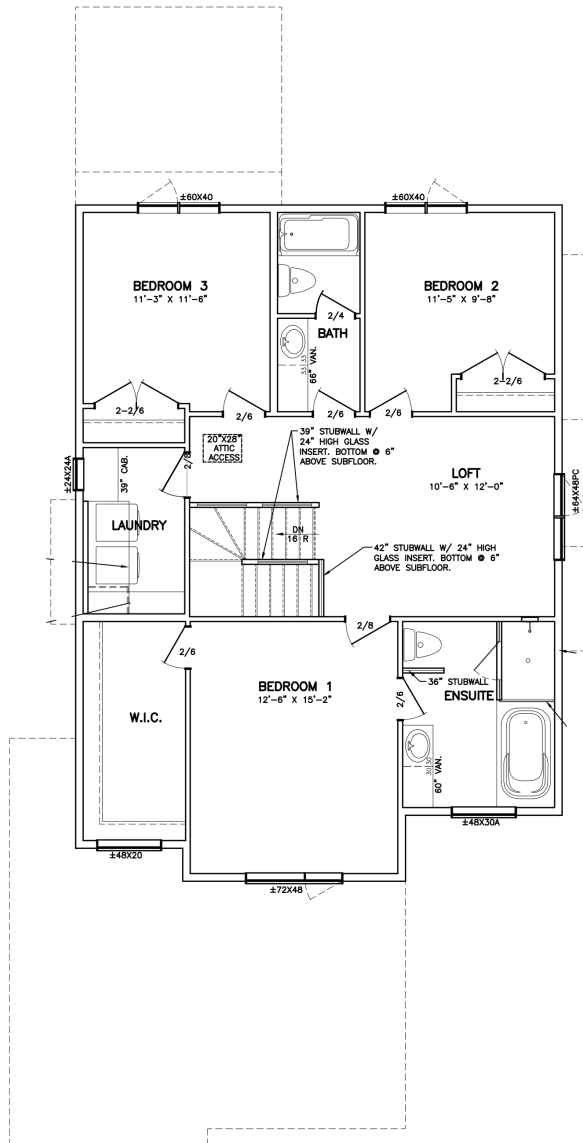 ±60X40
±60X40
BEDROOM 3
11'-3" X 11'-6"
BEDROOM 2
11'-5" X 9'-8"
2/4
BATH
33 33
66" VAN.
2-2/6
2-2/6
2/6
2/6
2/6
20"X28"
ATTIC
ACCESS
39" STUBWALL W/
24" HIGH GLASS
INSERT. BOTTOM @ 6"
ABOVE SUBFLOOR.
±24X24A
39" CAB.
2/8
LOFT
10'-6" X 12'-0"
±64X48PC
LAUNDRY
DN
16 R
42" STUBWALL W/ 24" HIGH
GLASS INSERT. BOTTOM @ 6"
ABOVE SUBFLOOR.
2/8
2/6
BEDROOM 1
12'-6" X 15'-2"
36" STUBWALL
2/6
ENSUITE
W.I.C.
30 30
60" VAN.
±48X30A
±48X20
±72X48